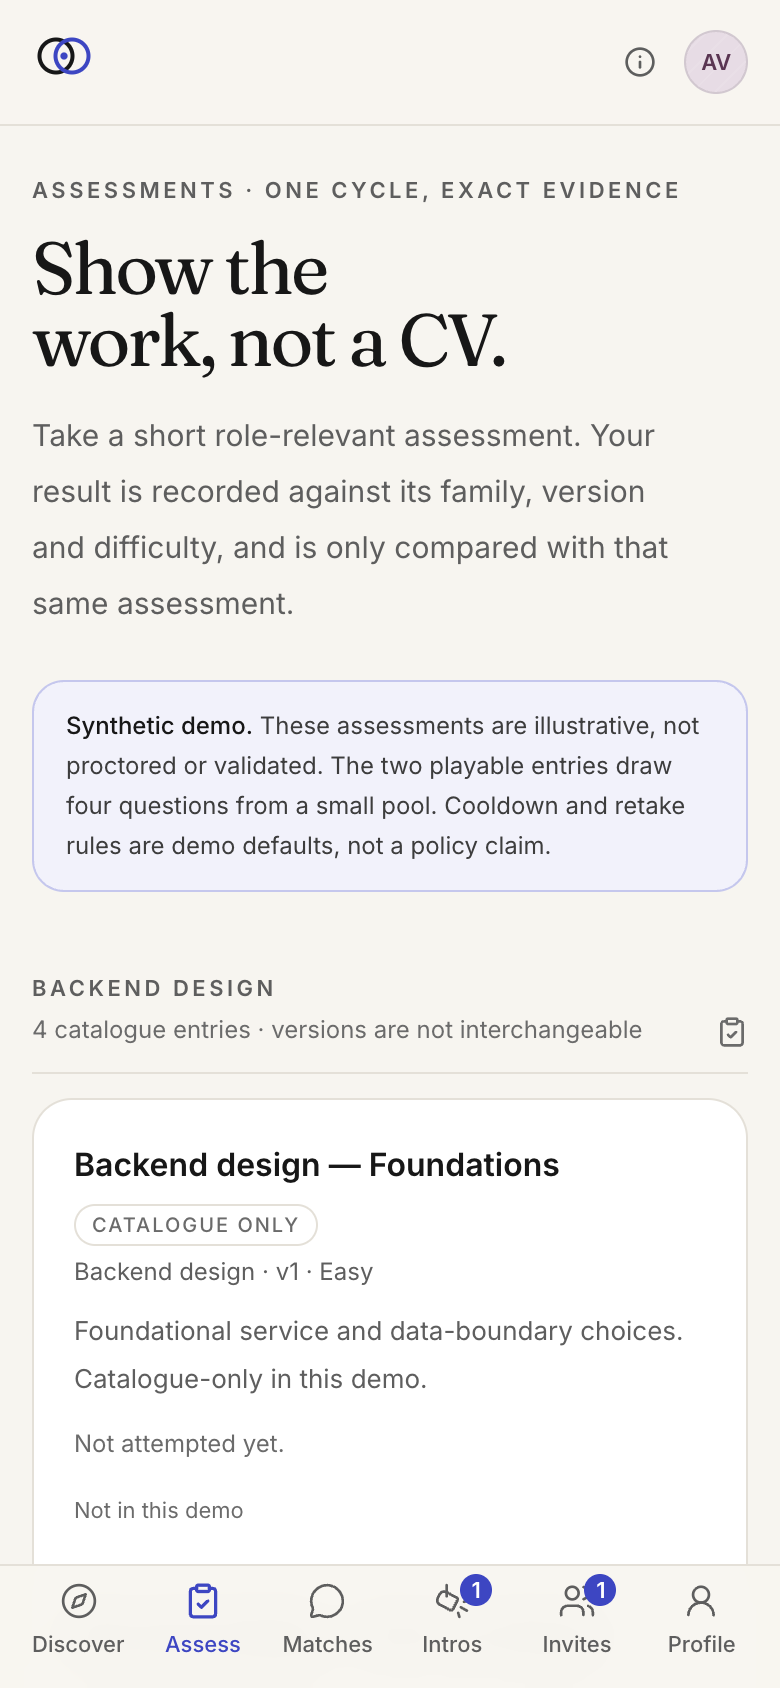 AV
ASSESSMENTS · ONE CYCLE, EXACT EVIDENCE
Show the
work, not a CV.
Take a short role-relevant assessment. Your
result is recorded against its family, version
and difficulty, and is only compared with that
same assessment.
Synthetic demo. These assessments are illustrative, not
proctored or validated. The two playable entries draw
four questions from a small pool. Cooldown and retake
rules are demo defaults, not a policy claim.
BACKEND DESIGN
4 catalogue entries · versions are not interchangeable
Backend design — Foundations
CATALOGUE ONLY
Backend design · v1 · Easy
Foundational service and data-boundary choices.
Catalogue-only in this demo.
Not attempted yet.
Not in this demo
1 1
Discover Assess Matches Intros Invites Profile